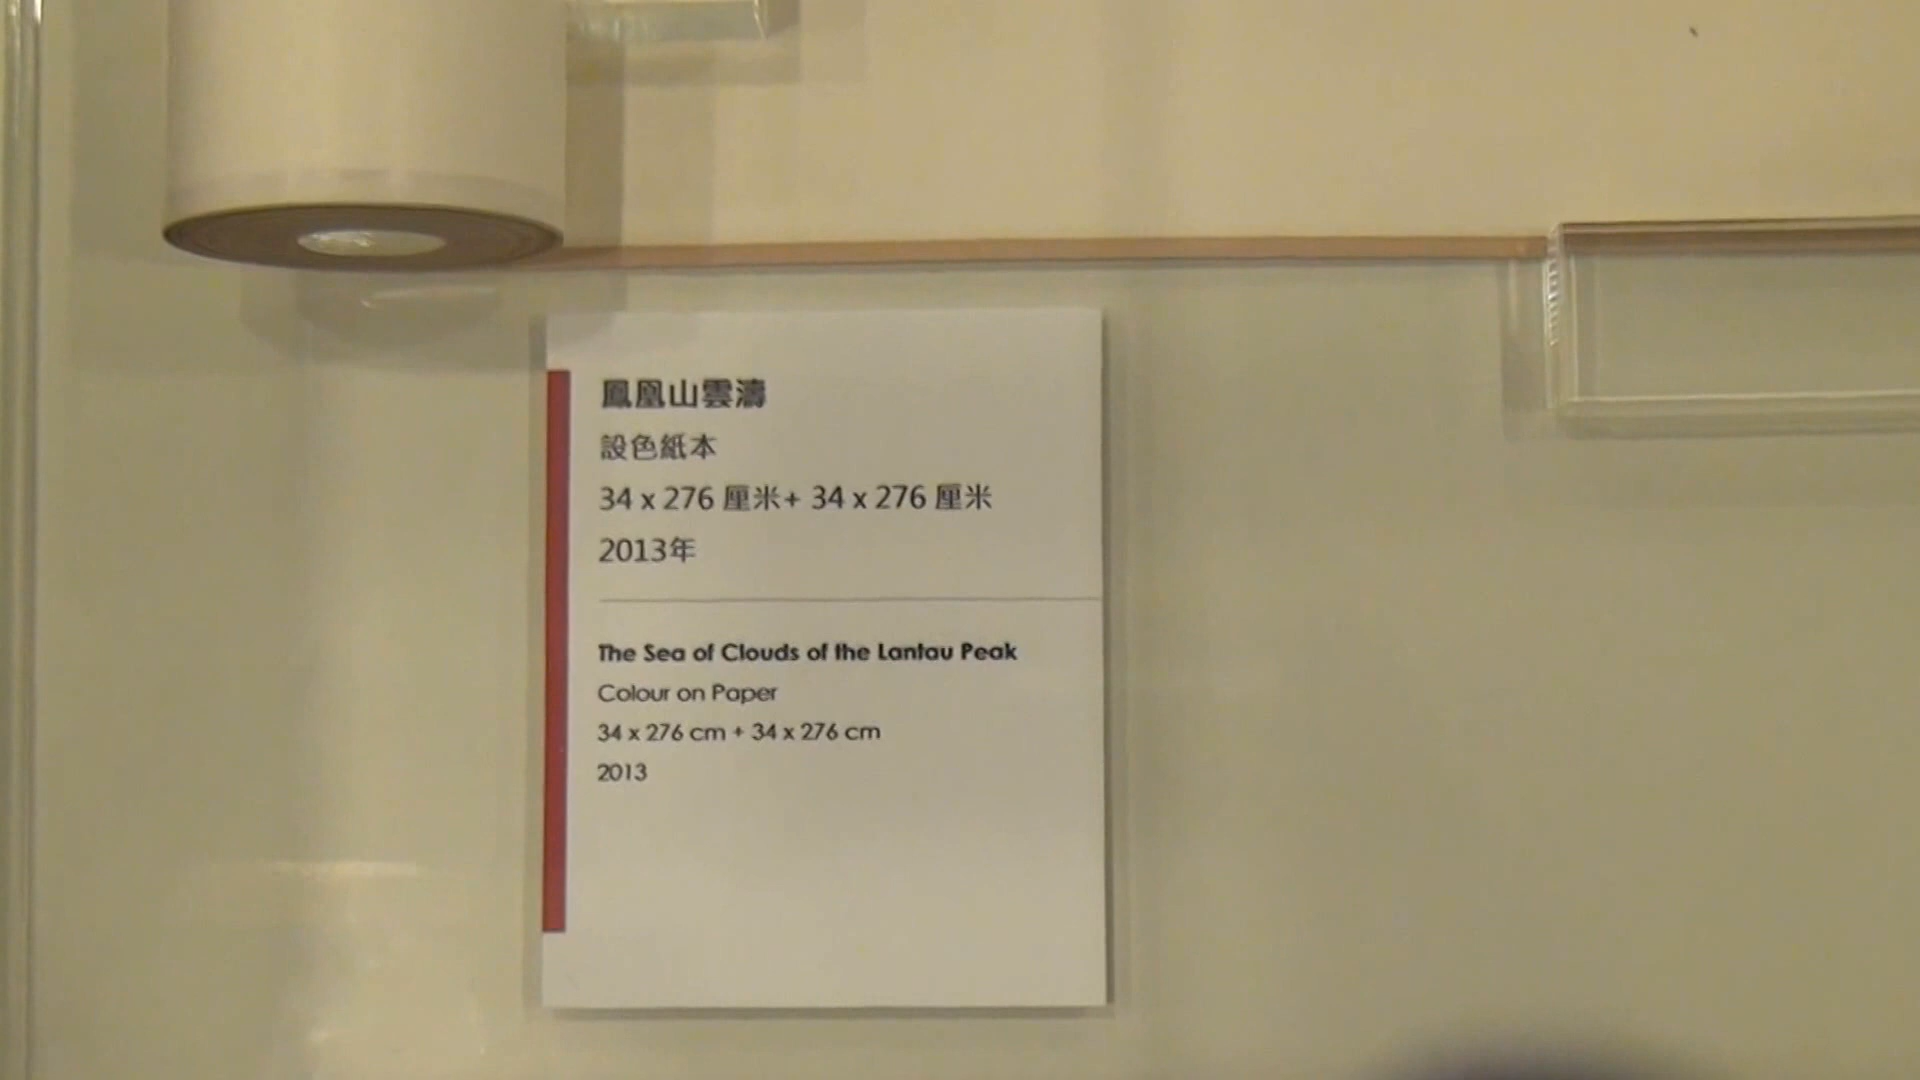 鳳凰山雲濤
設色紙本
34 x 276 厘米+ 34 x 276 厘米
2013年
The Sea of Clouds of the Lantau Peak
Colour on Paper
34 x 276 cm + 34 x 276 cm
2013